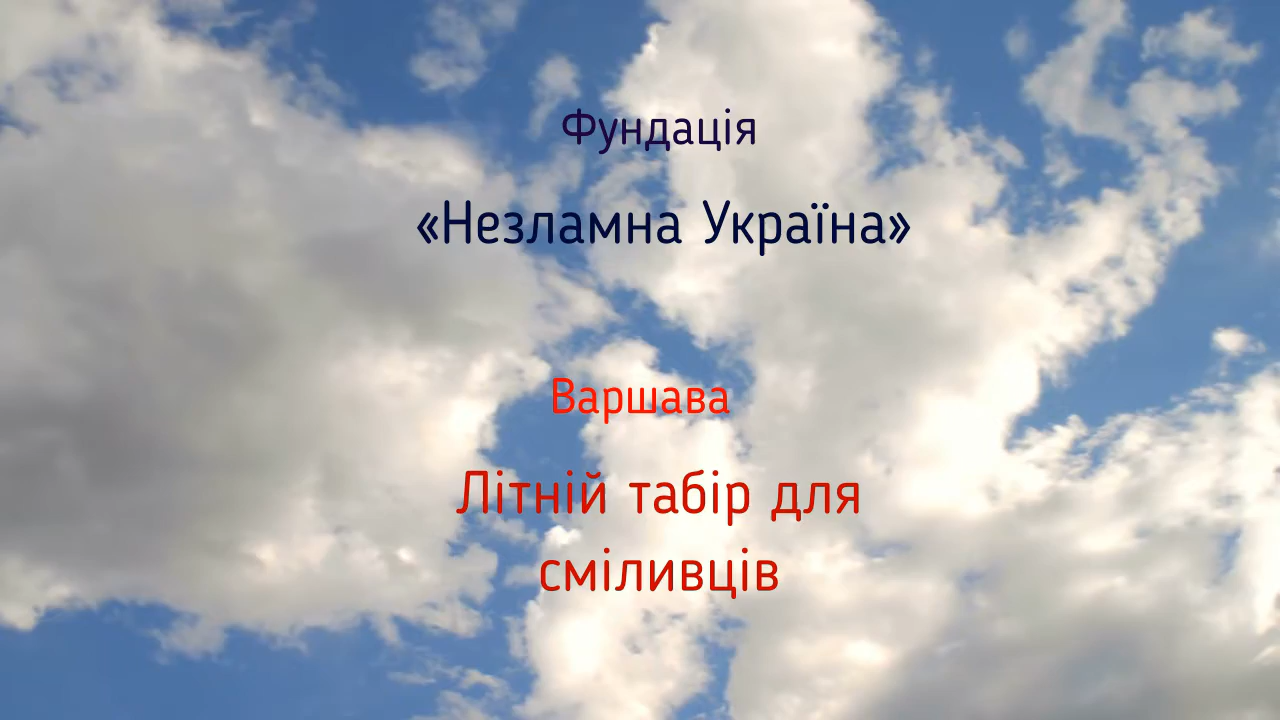 Фундація
«Незламна Україна»
Варшава
Літній табір для
сміливців